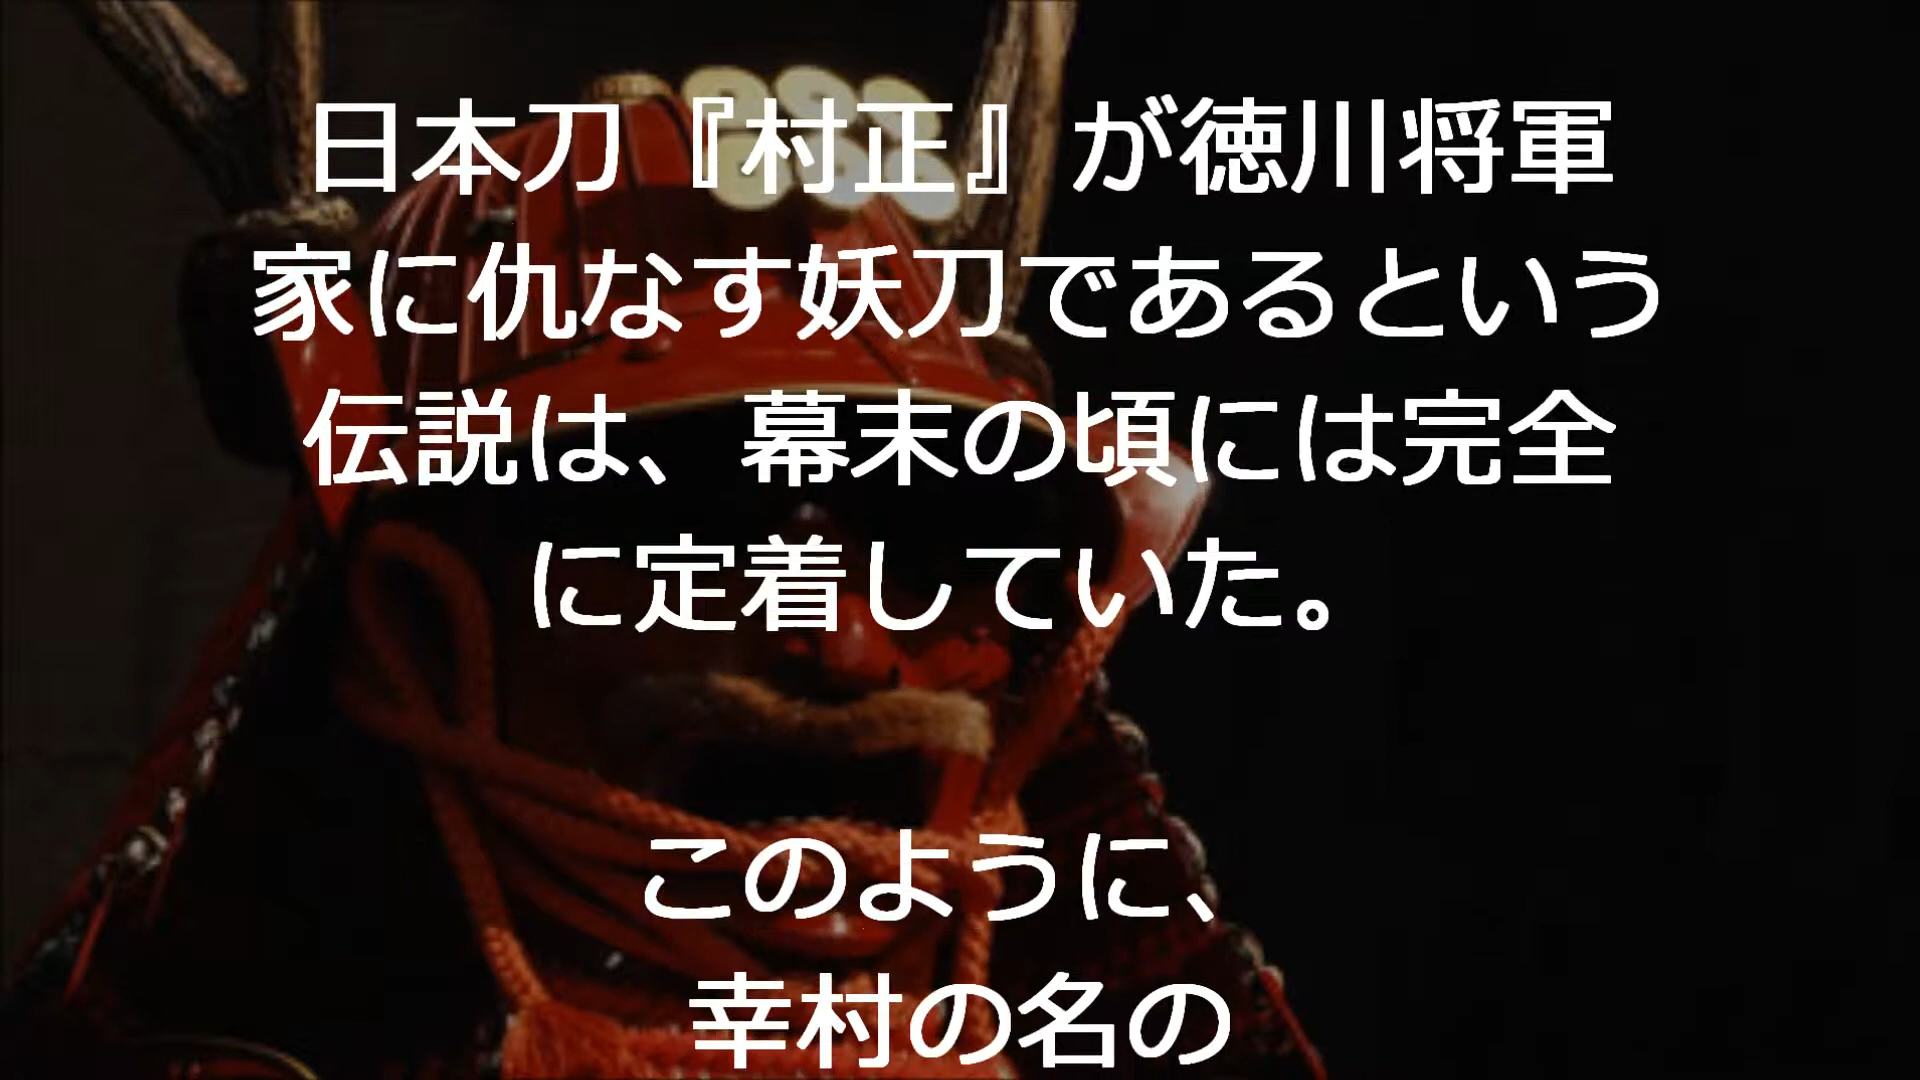 日本刀『村正』が徳川将軍
家に仇なす妖刀であるという
伝説は、幕末の頃には完全
に定着していた。
このように、
幸村の名の